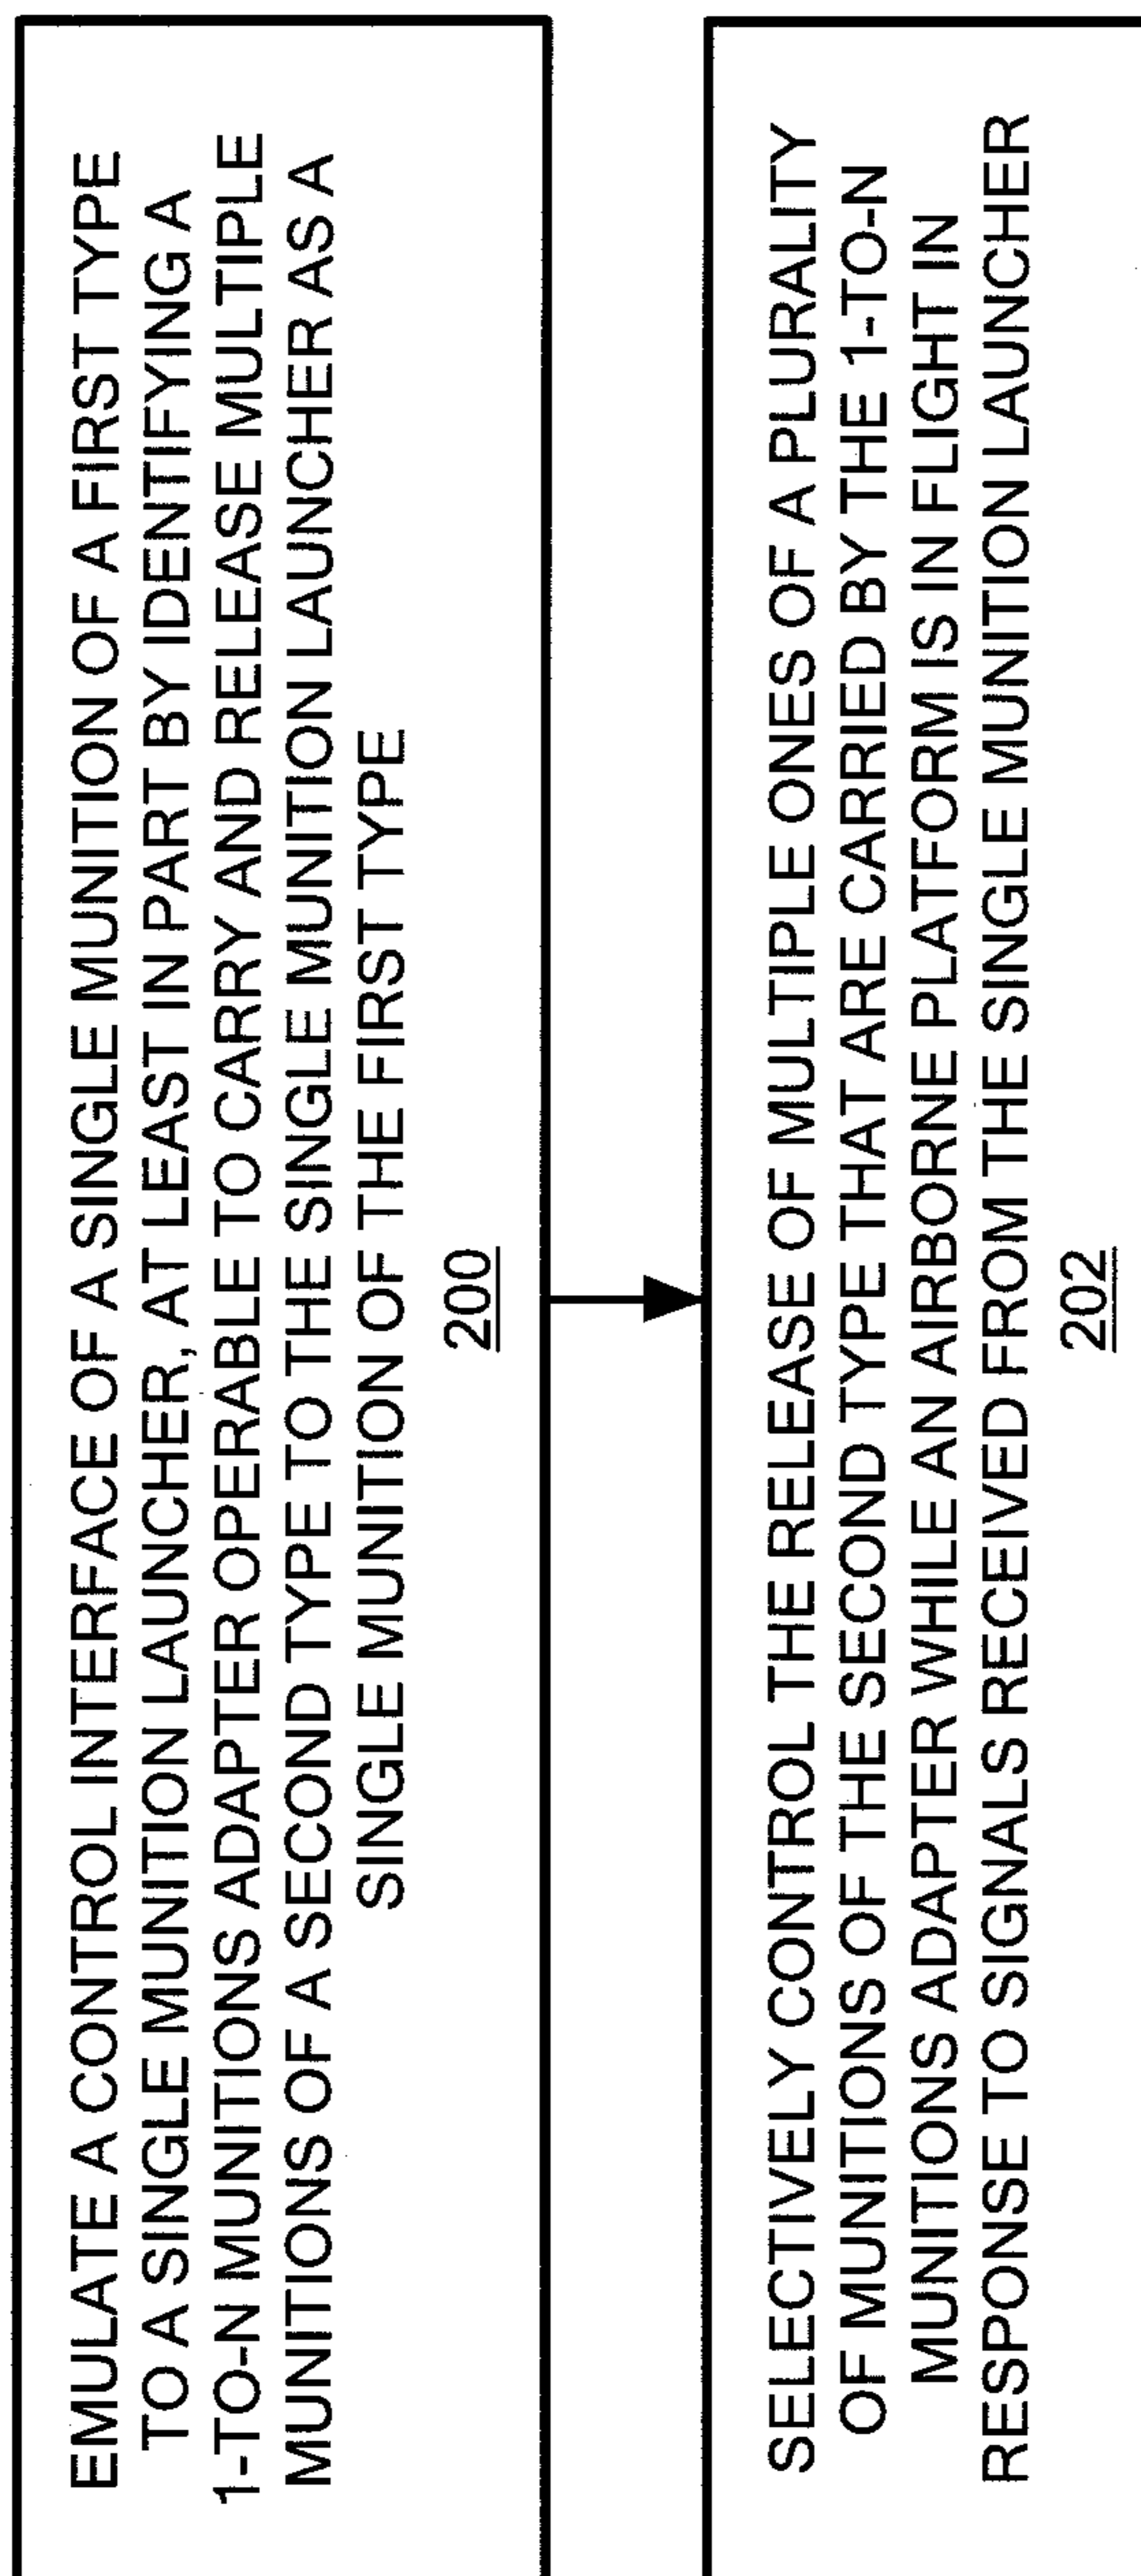 EMULATE A CONTROL INTERFACE OF A SINGLE MUNITION OF A FIRST TYPE
TO A SINGLE MUNITION LAUNCHER, AT LEAST IN PART BY IDENTIFYING A
1-TO-N MUNITIONS ADAPTER OPERABLE TO CARRY AND RELEASE MULTIPLE
MUNITIONS OF A SECOND TYPE TO THE SINGLE MUNITION LAUNCHER AS A
SINGLE MUNITION OF THE FIRST TYPE
200
SELECTIVELY CONTROL THE RELEASE OF MULTIPLE ONES OF A PLURALITY
OF MUNITIONS OF THE SECOND TYPE THAT ARE CARRIED BY THE 1-TO-N
MUNITIONS ADAPTER WHILE AN AIRBORNE PLATFORM IS IN FLIGHT IN
RESPONSE TO SIGNALS RECEIVED FROM THE SINGLE MUNITION LAUNCHER
202